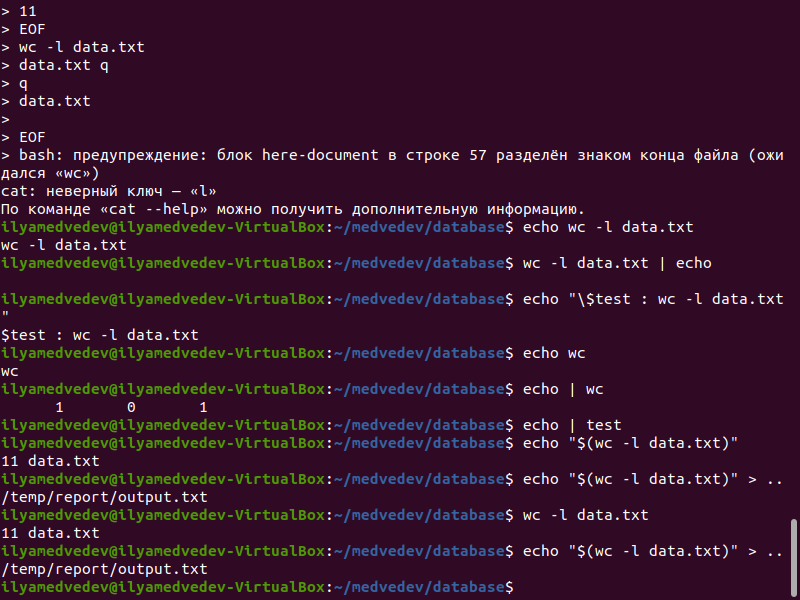 > 11
> EOF
> wc -l data.txt
> data.txt q
> q
> data.txt
>
> EOF
> bash: предупреждение: блок here-document в строке 57 разделён знаком конца файла (ожи
дался «wc»)
cat: неверный ключ — «l»
По команде «cat --help» можно получить дополнительную информацию.
ilyamedvedev@ilyamedvedev-VirtualBox:~/medvedev/database$ echo wc -l data.txt
wc -l data.txt
ilyamedvedev@ilyamedvedev-VirtualBox:~/medvedev/database$ wc -l data.txt | echo

ilyamedvedev@ilyamedvedev-VirtualBox:~/medvedev/database$ echo "\$test : wc -l data.txt
"
$test : wc -l data.txt
ilyamedvedev@ilyamedvedev-VirtualBox:~/medvedev/database$ echo wc
wc
ilyamedvedev@ilyamedvedev-VirtualBox:~/medvedev/database$ echo | wc
      1       0       1
ilyamedvedev@ilyamedvedev-VirtualBox:~/medvedev/database$ echo | test
ilyamedvedev@ilyamedvedev-VirtualBox:~/medvedev/database$ echo "$(wc -l data.txt)"
11 data.txt
ilyamedvedev@ilyamedvedev-VirtualBox:~/medvedev/database$ echo "$(wc -l data.txt)" > ..
/temp/report/output.txt
ilyamedvedev@ilyamedvedev-VirtualBox:~/medvedev/database$ wc -l data.txt
11 data.txt
ilyamedvedev@ilyamedvedev-VirtualBox:~/medvedev/database$ echo "$(wc -l data.txt)" > ..
/temp/report/output.txt
ilyamedvedev@ilyamedvedev-VirtualBox:~/medvedev/database$